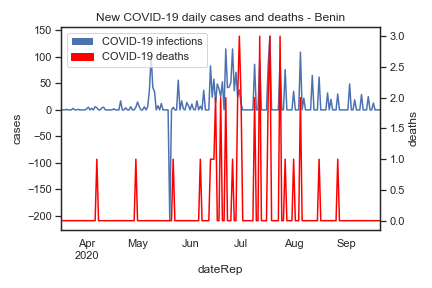 New COVID-19 daily cases and deaths - Benin
COVID-19 infections
COVID-19 deaths
150
100
50
0
−50
−100
−150
−200
cases
3.0
2.5
2.0
1.5
1.0
0.5
0.0
deaths
Apr
2020
May
Jun
Jul
Aug
Sep
dateRep